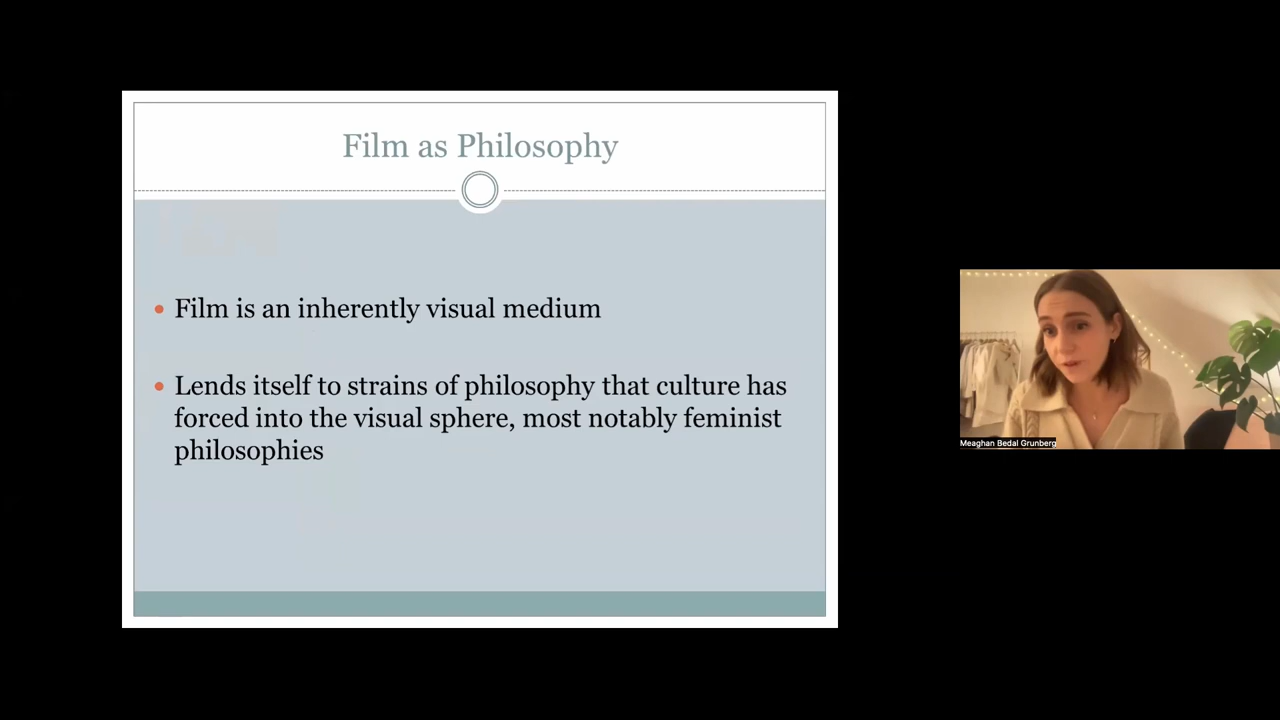 Film as Philosophy
Film is an inherently visual medium
Lends itself to strains of philosophy that culture has
forced into the visual sphere, most notably feminist
philosophies
Meaghan Bedal Grunberg